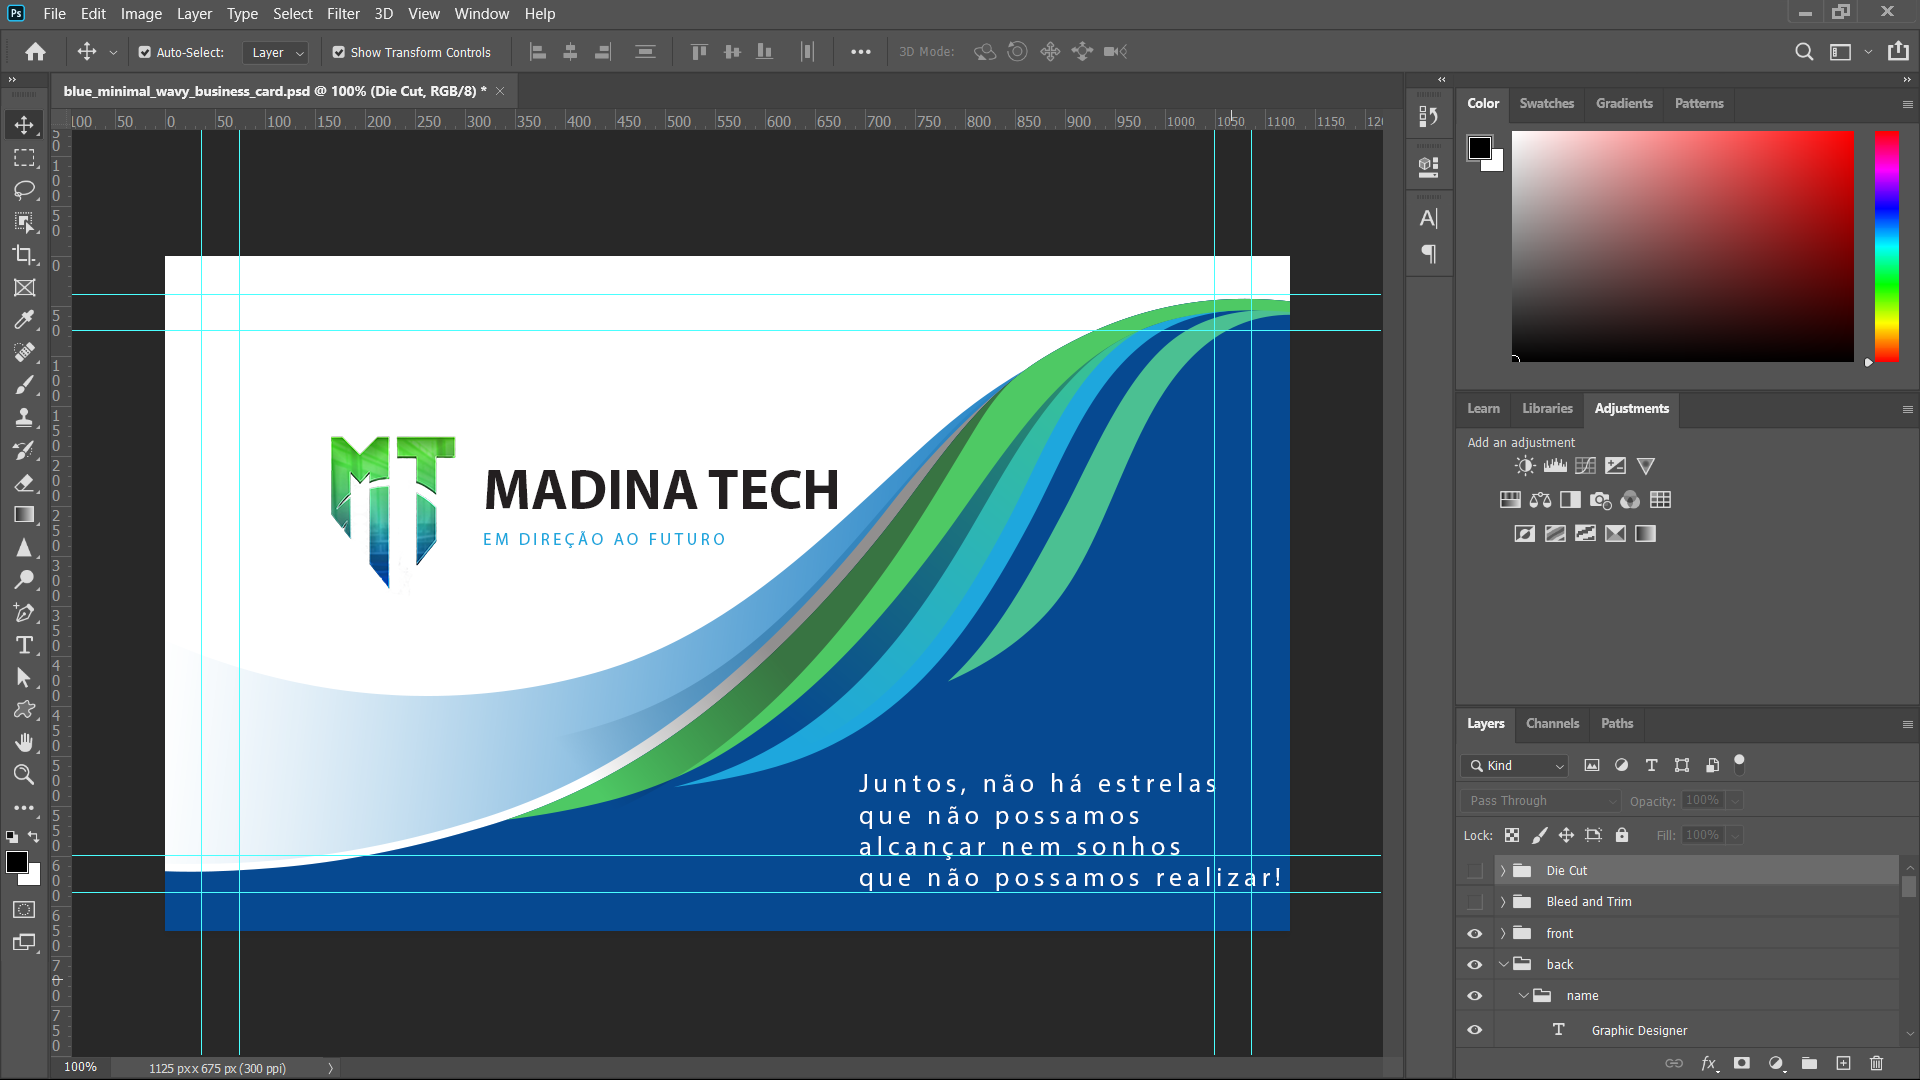 Ps File Edit Image Layer Type Select Filter 3D View Window Help
Auto-Select: Layer Show Transform Controls 3D Mode:
blue_minimal_wavy_business_card.psd @ 100% (Die Cut, RGB/8) *
100 50 0 50 100 150 200 250 300 350 400 450 500 550 600 650 700 750 800 850 900 950 1000 1050 1100 1150
MT
MADINA TECH
EM DIREÇÃO AO FUTURO
Juntos, não há estrelas
que não possamos
alcançar nem sonhos
que não possamos realizar!
Color Swatches Gradients Patterns
Learn Libraries Adjustments
Add an adjustment
Layers Channels Paths
Kind
Pass Through Opacity: 100%
Lock: Fill: 100%
Die Cut
Bleed and Trim
front
back
name
Graphic Designer
100% 1125 px x 675 px (300 ppi)